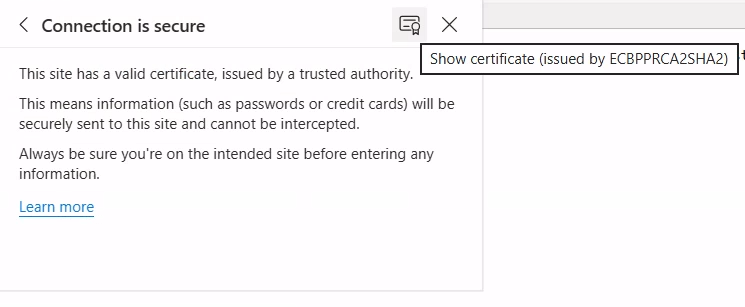 Connection is secure
Show certificate (issued by ECBPPRCA2SHA2)
This site has a valid certificate, issued by a trusted authority.
This means information (such as passwords or credit cards) will be
securely sent to this site and cannot be intercepted.
Always be sure you're on the intended site before entering any
information.
Learn more